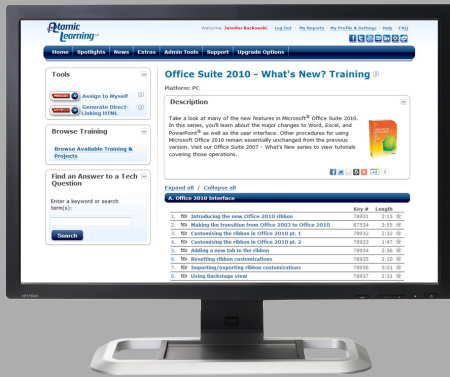 Atomic Learning
Welcome, Jennifer Backowski Log Out My Reports My Profile & Settings Help FAQ
Home Spotlights News Extras Admin Tools Support Upgrade Options
Tools
Assign to Myself
Generate Direct-
Linking HTML
Browse Training
Browse Available Training &
Projects
Find an Answer to a Tech
Question
Enter a keyword or search
term(s):
Search
Office Suite 2010 - What's New? Training
Platform: PC
Description
Take a look at many of the new features in Microsoft® Office Suite 2010.
In this series, you'll learn about the major changes to Word, Excel, and
PowerPoint® as well as the user interface. Other procedures for using
Microsoft Office 2010 remain essentially unchanged from the previous
version. Visit our Office Suite 2007 - What's New series to view tutorials
covering those operations.
Expand all / Collapse all
A. Office 2010 Interface
Key # Length
1. Introducing the new Office 2010 ribbon 78931 2:15
2. Making the transition from Office 2003 to Office 2010 87534 3:55
3. Customising the ribbon in Office 2010 pt. 1 78932 2:32
4. Customising the ribbon in Office 2010 pt. 2 78933 1:47
5. Adding a new tab to the ribbon 78934 2:36
6. Resetting ribbon customizations 78935 2:10
7. Importing/exporting ribbon customizations 78936 3:01
8. Using Backstage view 78937 2:31